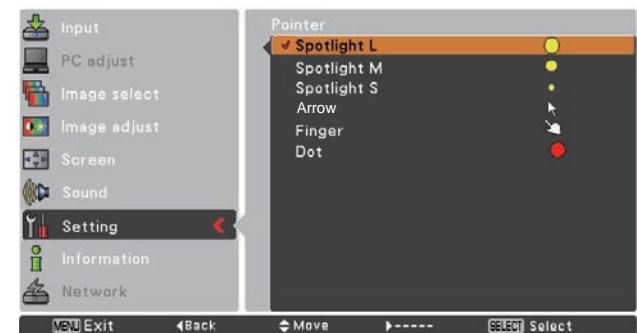 Input
PC adjust
Image select
Image adjust
Screen
Sound
Setting
Information
Network
Pointer
Spotlight L
Spotlight M
Spotlight S
Arrow
Finger
Dot
MENU Exit
Back
Move
-----
SELECT Select